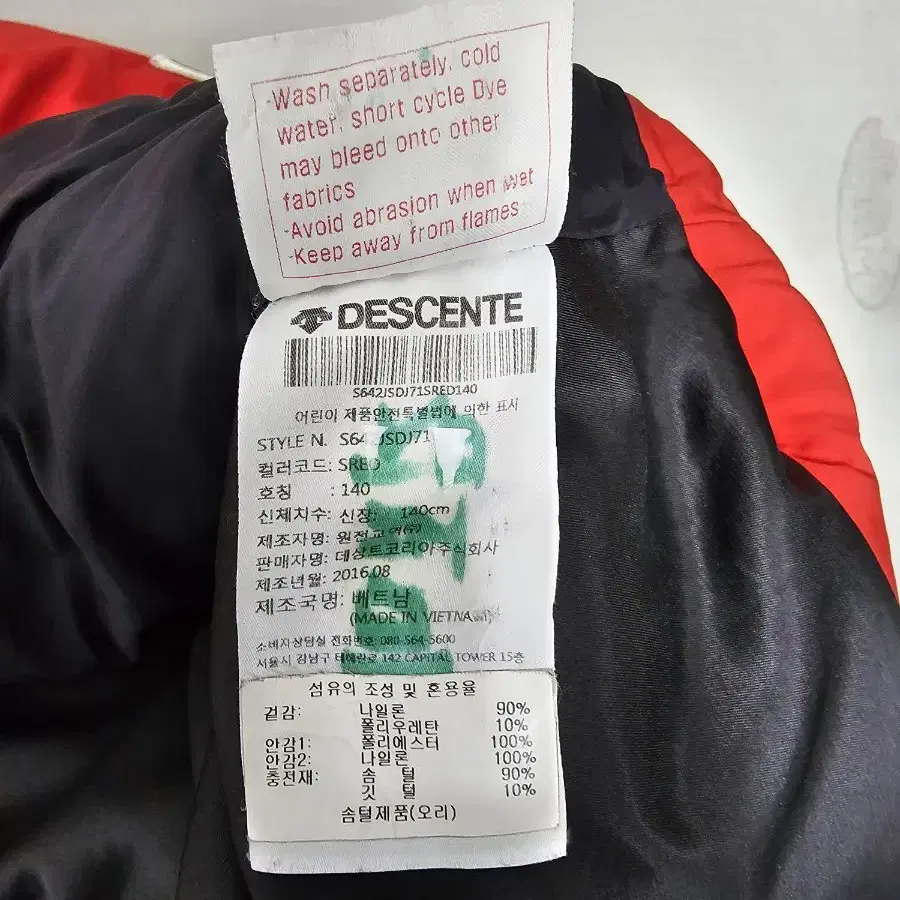 -Wash separately, cold
water, short cycle Dye
may bleed onto other
fabrics
-Avoid abrasion when wet
-Keep away from flames
DESCENTE
S642JSDJ71SRED140
어린이 제품안전특별법에 의한 표시
STYLE N. S642JSDJ71
컬러코드: SRED
호칭 : 140
신체치수: 신장: 140cm
제조자명:
판매자명: 데상트코리아주식회사
제조년월: 2016.08
제조국명: 베트남
(MADE IN VIETNAM)
소비자상담실 전화번호: 080-564-5600
서울시 강남구 테헤란로 142 CAPITAL TOWER 15층
섬유의 조성 및 혼용율
겉감: 나일론 90%
폴리우레탄 10%
안감1: 폴리에스터 100%
안감2: 나일론 100%
충전재: 솜 털 90%
깃 털 10%
솜털제품(오리)